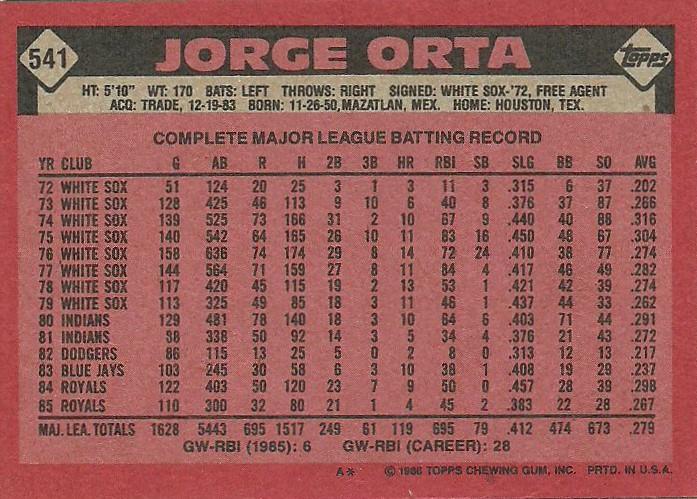 541 JORGE ORTA topps
HT: 5'10" WT: 170 BATS: LEFT THROWS: RIGHT SIGNED: WHITE SOX-'72, FREE AGENT
ACQ: TRADE, 12-19-83 BORN: 11-26-50, MAZATLAN, MEX. HOME: HOUSTON, TEX.
COMPLETE MAJOR LEAGUE BATTING RECORD
YR CLUB G AB R H 2B 3B HR RBI SB SLG BB SO AVG
72 WHITE SOX 51 124 20 25 3 1 3 11 3 .315 6 37 .202
73 WHITE SOX 128 425 46 113 9 10 6 40 8 .376 37 87 .266
74 WHITE SOX 139 525 73 166 31 2 10 67 9 .440 40 88 .316
75 WHITE SOX 140 542 64 165 26 10 11 83 16 .450 48 67 .304
76 WHITE SOX 158 636 74 174 29 8 14 72 24 .410 38 77 .274
77 WHITE SOX 144 564 71 159 27 8 11 84 4 .417 46 49 .282
78 WHITE SOX 117 420 45 115 19 2 13 53 1 .421 42 39 .274
79 WHITE SOX 113 325 49 85 18 3 11 46 1 .437 44 33 .262
80 INDIANS 129 481 78 140 18 3 10 64 6 .403 71 44 .291
81 INDIANS 38 338 50 92 14 3 5 34 4 .376 21 43 .272
82 DODGERS 86 115 13 25 5 0 2 8 0 .313 12 13 .217
83 BLUE JAYS 103 245 30 58 6 3 10 38 1 .408 19 29 .237
84 ROYALS 122 403 50 120 23 7 9 50 0 .457 28 39 .298
85 ROYALS 110 300 32 80 21 1 4 45 2 .383 22 28 .267
MAJ. LEA. TOTALS 1628 5443 695 1517 249 61 119 695 79 .412 474 673 .279
GW-RBI (1985): 6 GW-RBI (CAREER): 28
A* © 1986 TOPPS CHEWING GUM, INC. PRTD. IN U.S.A.